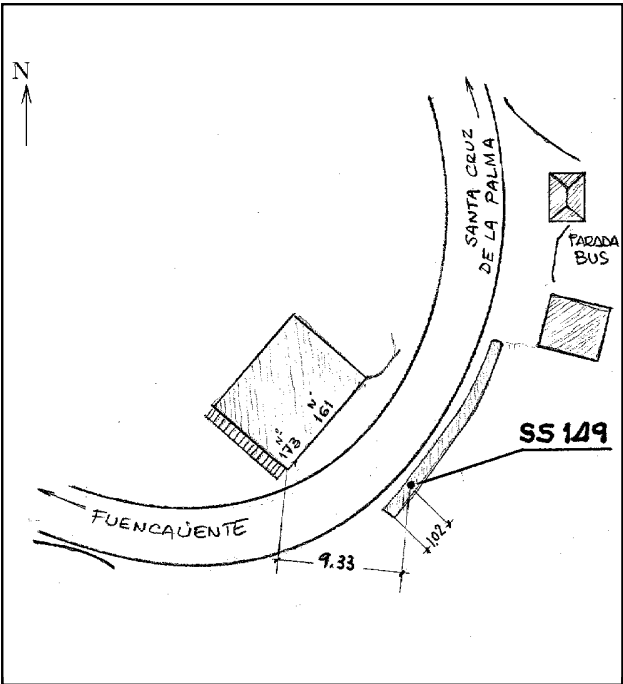 N
SANTA CRUZ
DE LA PALMA
PARADA
BUS
Nº
161
Nº
173
SS 149
FUENCALIENTE
1.02
9.33